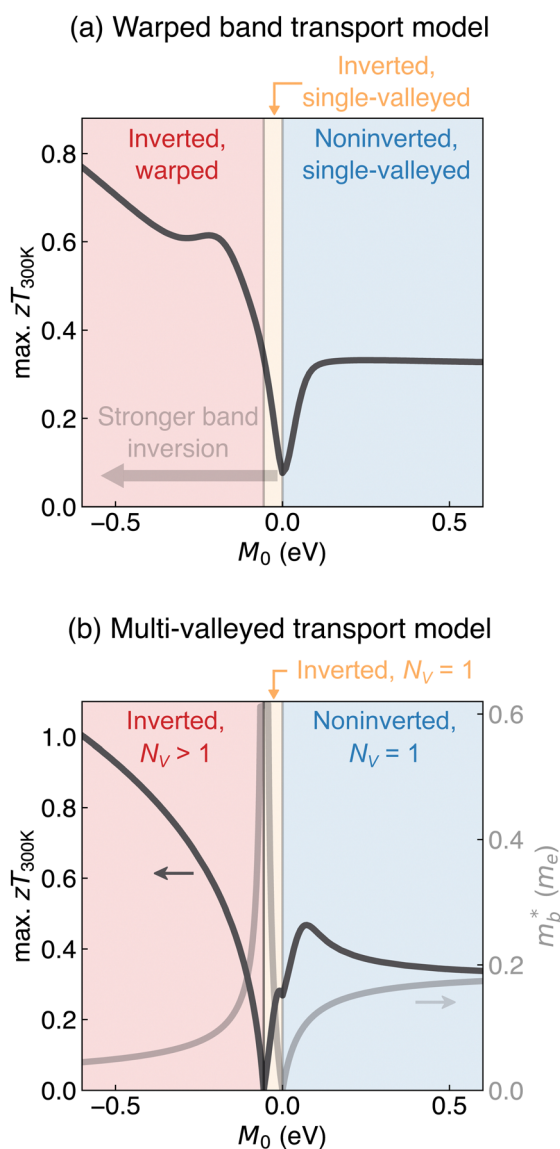 (a) Warped band transport model
Inverted,
single-valleyed
Inverted,
warped
Noninverted,
single-valleyed
Stronger band
inversion
max. zT300K
0.8
0.6
0.4
0.2
0.0
−0.5
0.0
0.5
M0 (eV)
(b) Multi-valleyed transport model
Inverted, NV = 1
Inverted,
NV > 1
Noninverted,
NV = 1
max. zT300K
1.0
0.8
0.6
0.4
0.2
0.0
0.6
0.4
0.2
0.0
mb* (me)
−0.5
0.0
0.5
M0 (eV)